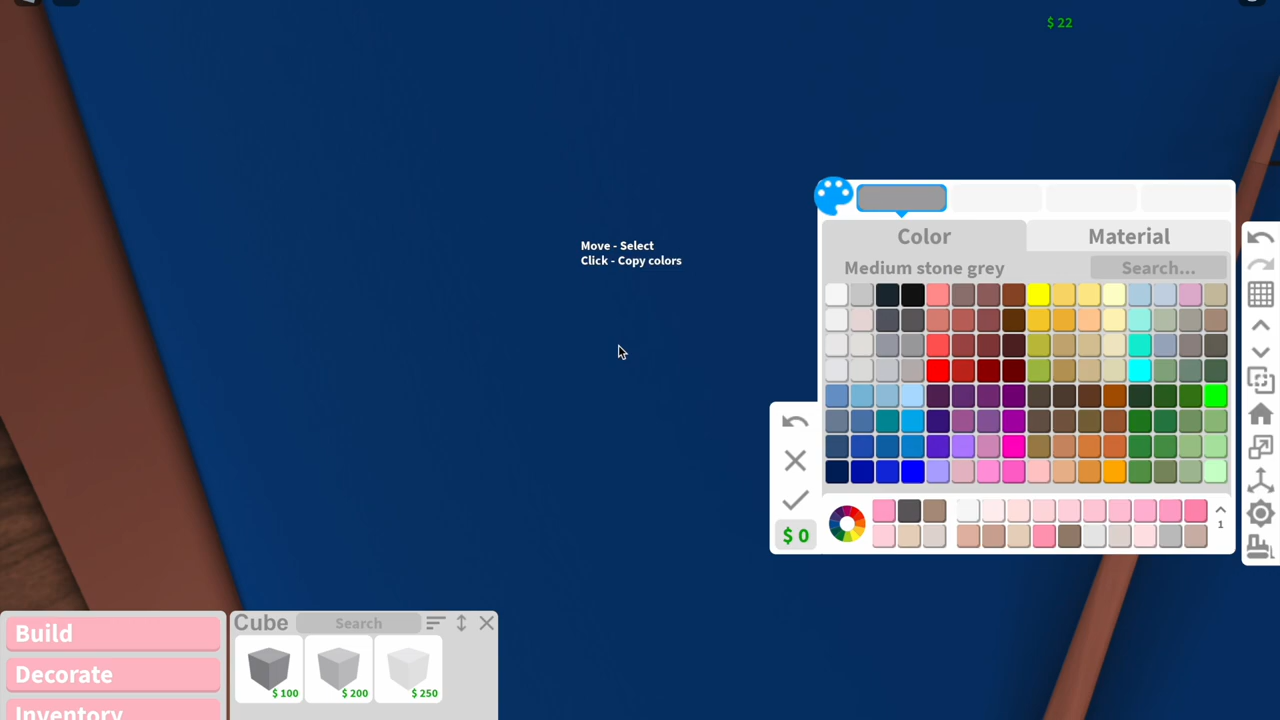 $ 22
Move - Select
Click - Copy colors
Color
Material
Medium stone grey
Search...
1
$ 0
Build
Decorate
Inventory
Cube
Search
$ 100
$ 200
$ 250